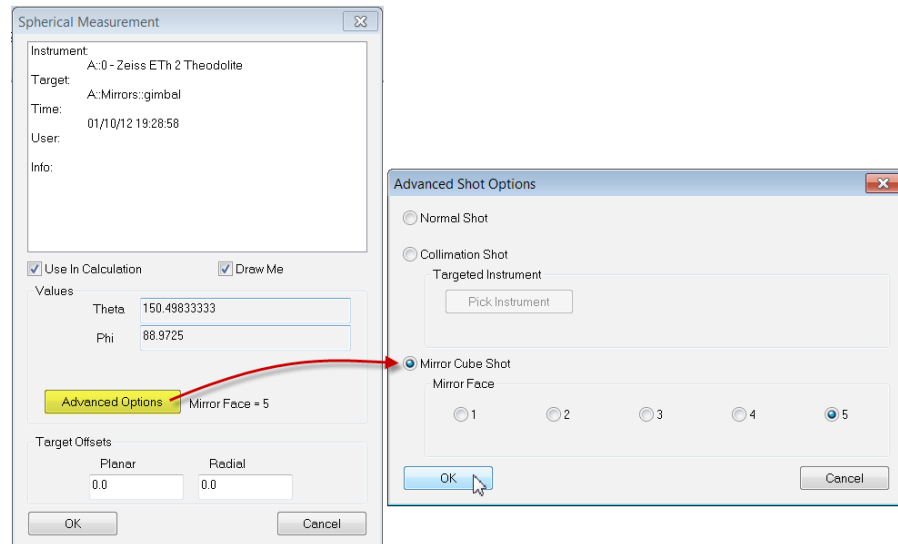 Spherical Measurement
Instrument:
A::0 - Zeiss ETh 2 Theodolite
Target:
A::Mirrors::gimbal
Time:
01/10/12 19:28:58
User:
Info:
Use In Calculation
Draw Me
Values
Theta 150.49833333
Phi 88.9725
Advanced Options Mirror Face = 5
Target Offsets
Planar Radial
0.0 0.0
OK Cancel
Advanced Shot Options
Normal Shot
Collimation Shot
Targeted Instrument
Pick Instrument
Mirror Cube Shot
Mirror Face
1 2 3 4 5
OK Cancel